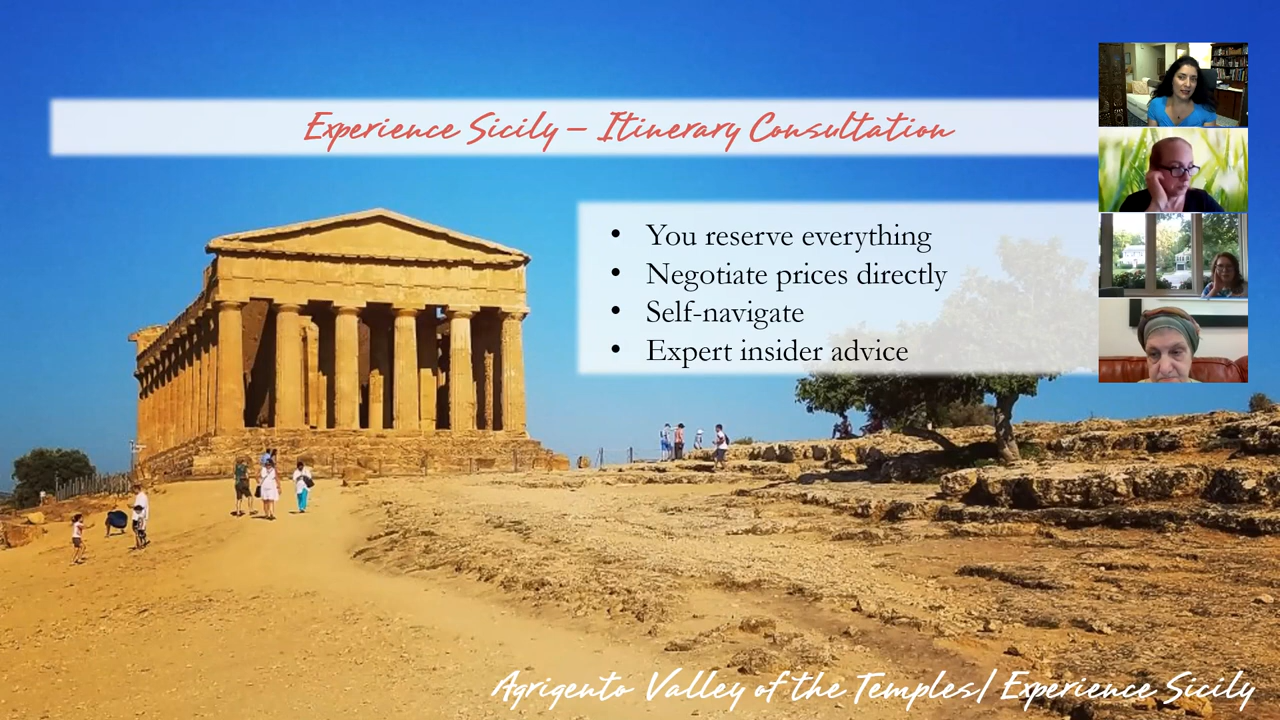 Experience Sicily – Itinerary Consultation
• You reserve everything
• Negotiate prices directly
• Self-navigate
• Expert insider advice
Agrigento Valley of the Temples/ Experience Sicily